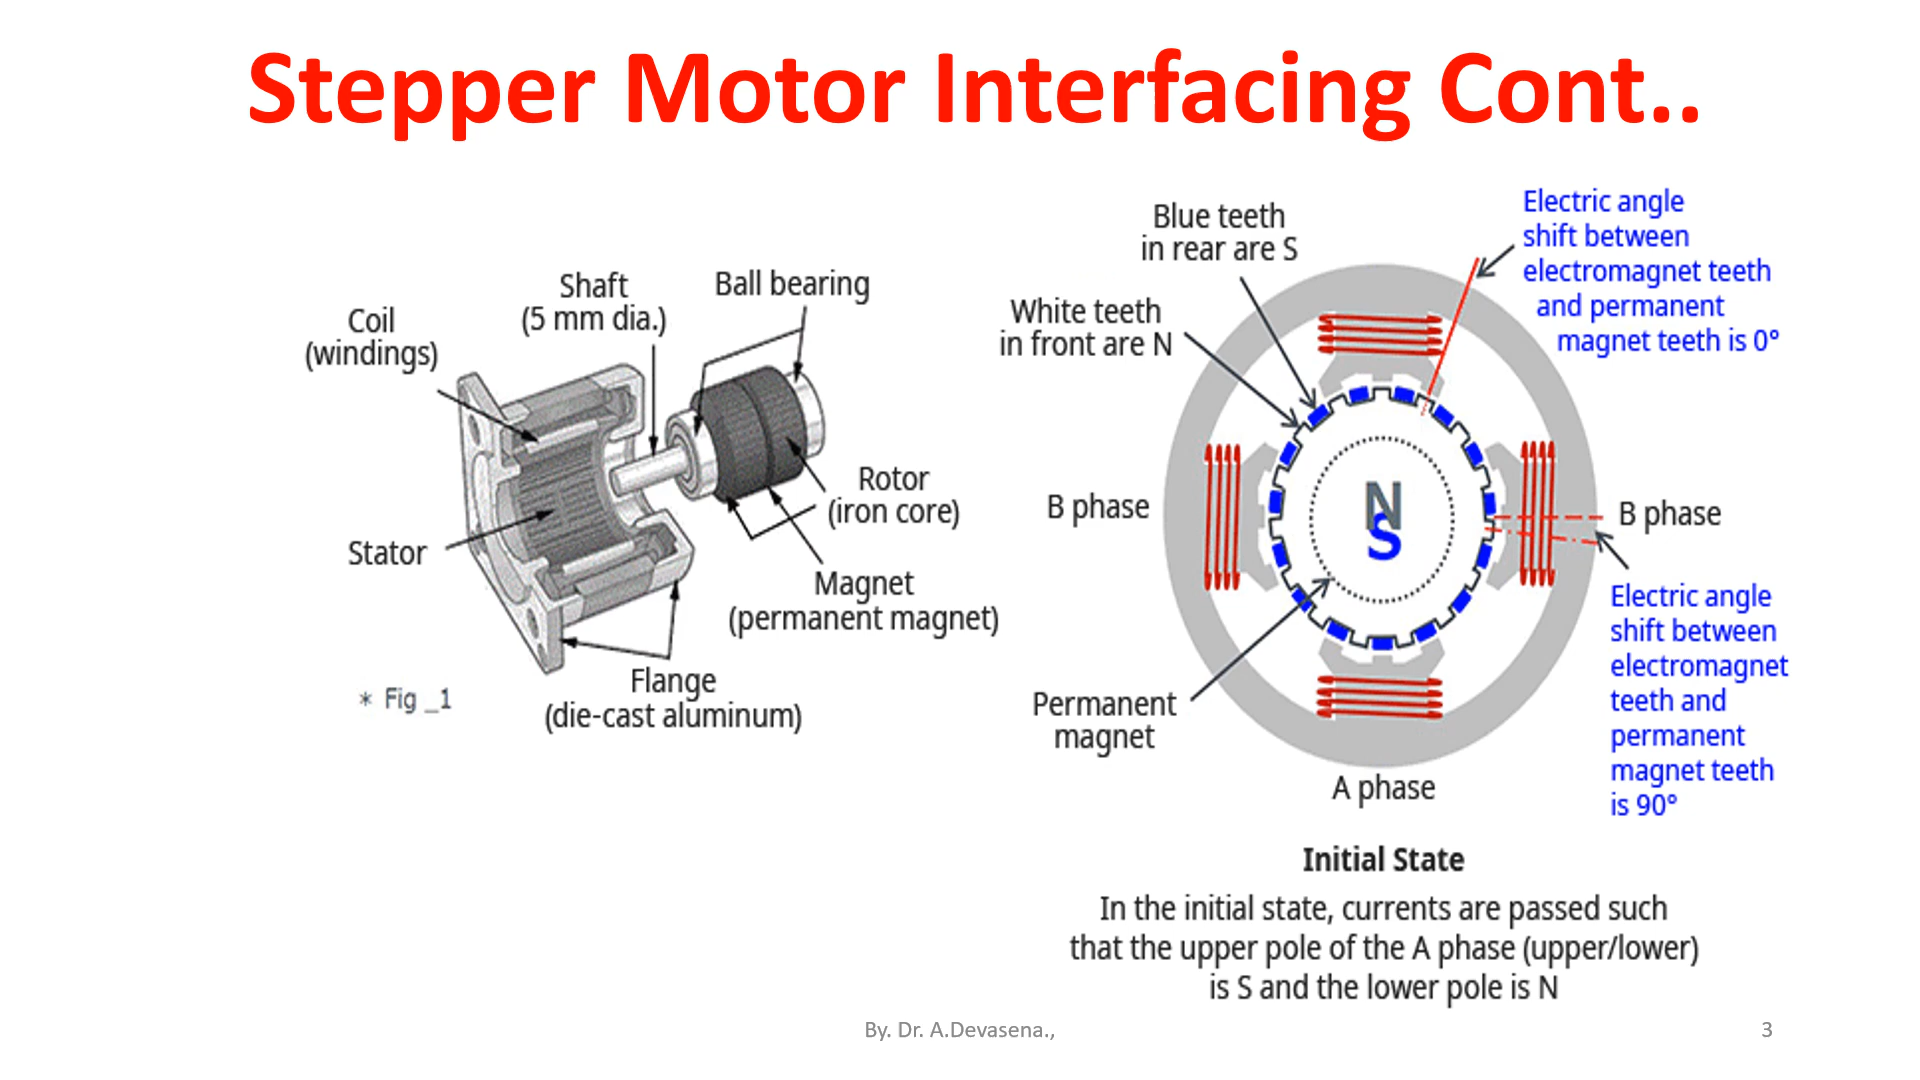 Stepper Motor Interfacing Cont..
Coil
(windings)
Shaft
(5 mm dia.)
Ball bearing
Stator
Rotor
(iron core)
Magnet
(permanent magnet)
Flange
(die-cast aluminum)
* Fig _1
Blue teeth
in rear are S
White teeth
in front are N
Electric angle
shift between
electromagnet teeth
and permanent
magnet teeth is 0°
B phase
N
S
B phase
Electric angle
shift between
electromagnet
teeth and
permanent
magnet teeth
is 90°
Permanent
magnet
A phase
Initial State
In the initial state, currents are passed such
that the upper pole of the A phase (upper/lower)
is S and the lower pole is N
By. Dr. A.Devasena.,
3